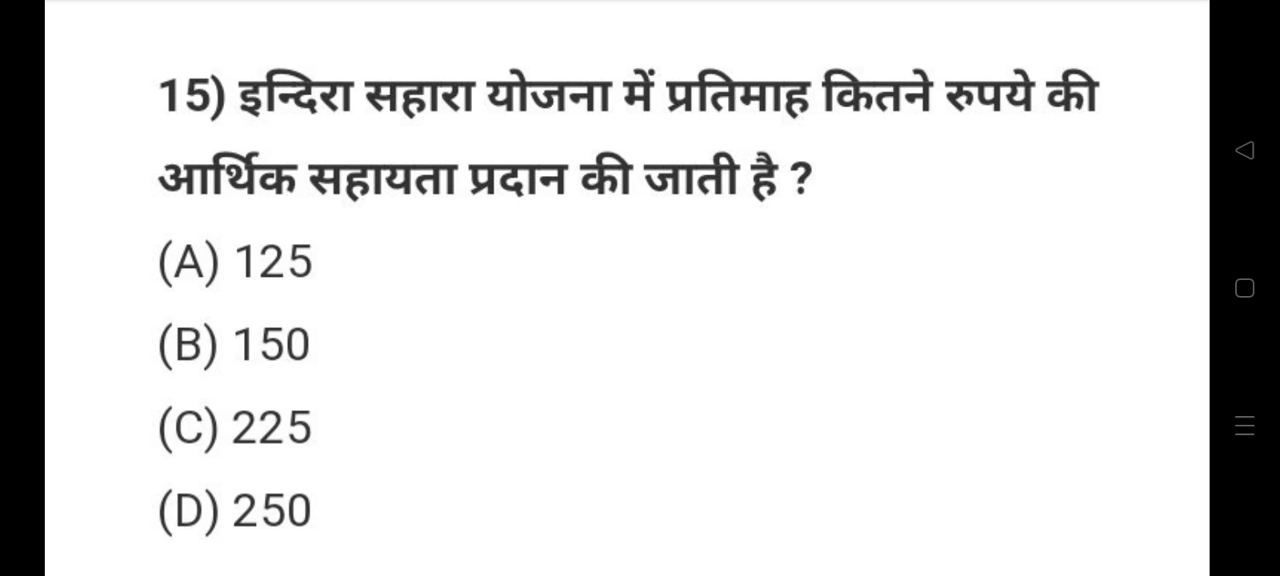 15) इन्दिरा सहारा योजना में प्रतिमाह कितने रुपये की
आर्थिक सहायता प्रदान की जाती है ?
(A) 125
(B) 150
(C) 225
(D) 250